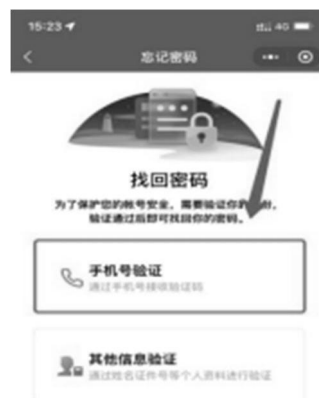 15:23
4G
忘记密码
找回密码
为了保护您的帐号安全，需要验证你的身份，
验证通过后即可找回你的密码。
手机号验证
通过手机号接收验证码
其他信息验证
通过姓名证件号等个人资料进行验证